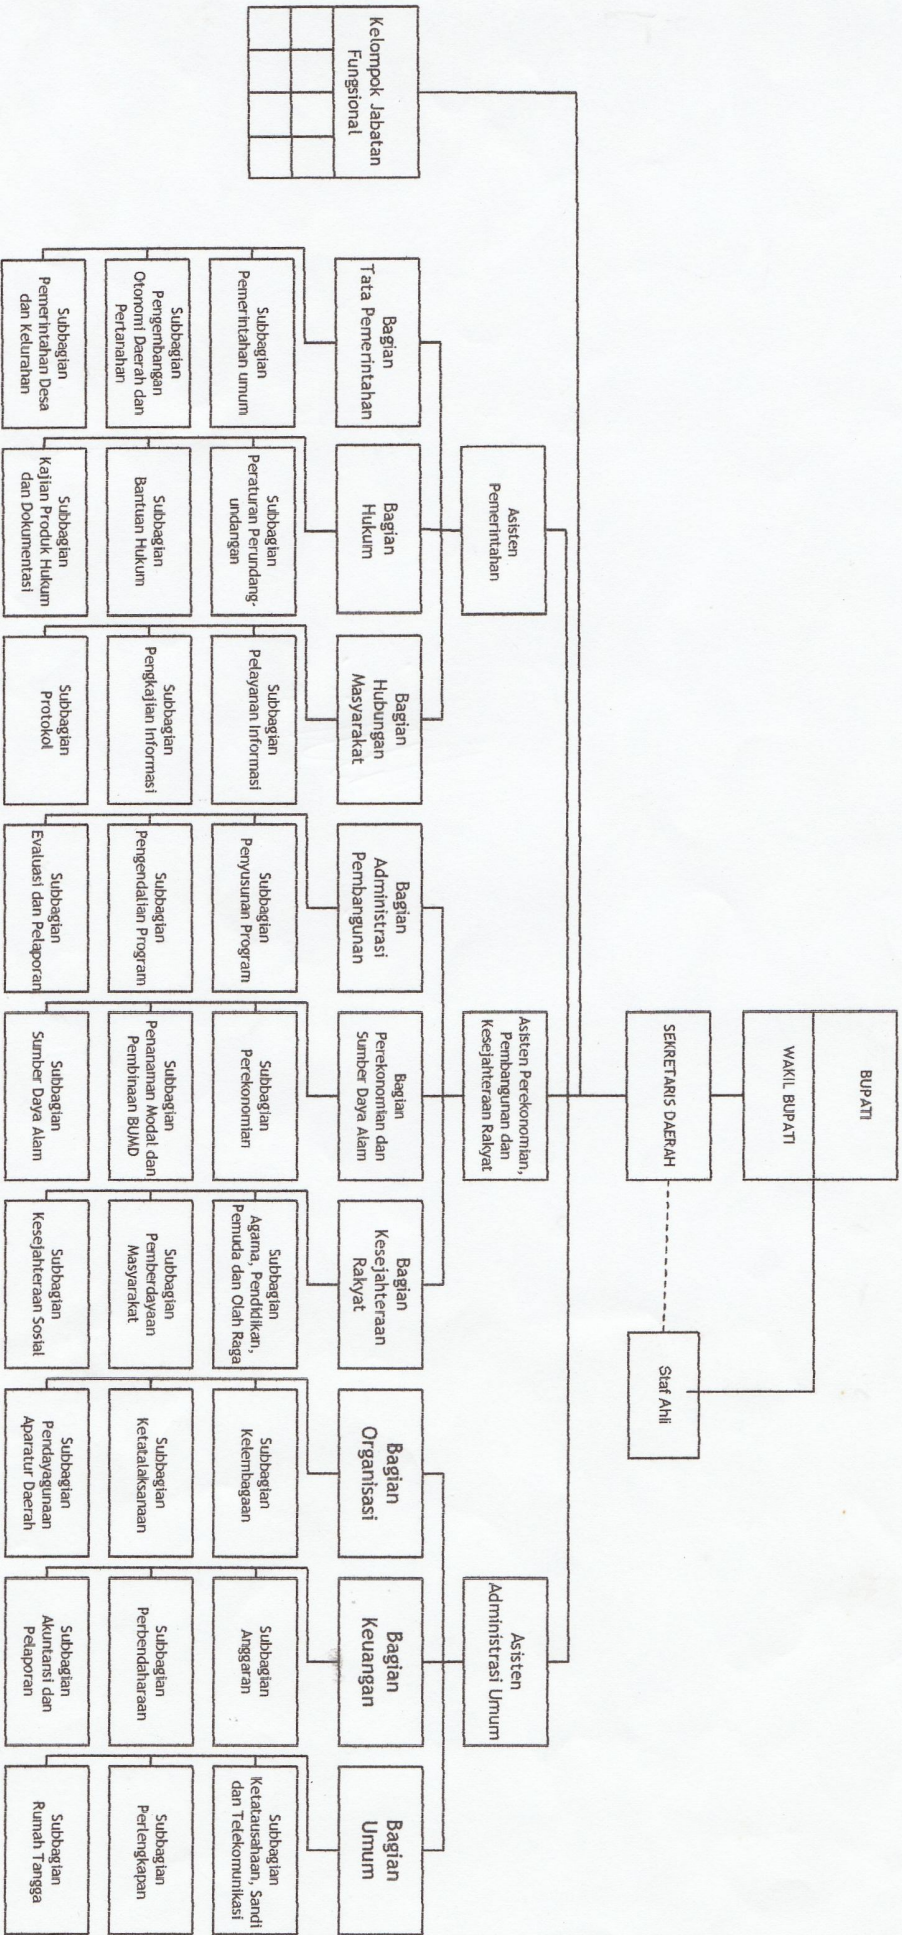 BUPATI
WAKIL BUPATI
SEKRETARIS DAERAH
Staf Ahli
Kelompok Jabatan
Fungsional
Asisten
Pemerintahan
Asisten Perekonomian,
Pembangunan dan
Kesejahteraan Rakyat
Asisten
Administrasi Umum
Bagian
Tata Pemerintahan
Bagian
Hukum
Bagian
Hubungan
Masyarakat
Bagian
Administrasi
Pembangunan
Bagian
Perekonomian dan
Sumber Daya Alam
Bagian
Kesejahteraan
Rakyat
Bagian
Organisasi
Bagian
Keuangan
Bagian
Umum
Subbagian
Pemerintahan umum
Subbagian
Peraturan Perundang-
undangan
Subbagian
Pelayanan Informasi
Subbagian
Penyusunan Program
Subbagian
Perekonomian
Subbagian
Agama, Pendidikan,
Pemuda dan Olah Raga
Subbagian
Kelembagaan
Subbagian
Anggaran
Subbagian
Ketatausahaan, Sandi
dan Telekomunikasi
Subbagian
Pengembangan
Otonomi Daerah dan
Pertanahan
Subbagian
Bantuan Hukum
Subbagian
Pengkajian Informasi
Subbagian
Pengendalian Program
Subbagian
Penanaman Modal dan
Pembinaan BUMD
Subbagian
Pemberdayaan
Masyarakat
Subbagian
Ketatalaksanaan
Subbagian
Perbendaharaan
Subbagian
Perlengkapan
Subbagian
Pemerintahan Desa
dan Kelurahan
Subbagian
Kajian Produk Hukum
dan Dokumentasi
Subbagian
Protokol
Subbagian
Evaluasi dan Pelaporan
Subbagian
Sumber Daya Alam
Subbagian
Kesejahteraan Sosial
Subbagian
Pendayagunaan
Aparatur Daerah
Subbagian
Akuntansi dan
Pelaporan
Subbagian
Rumah Tangga